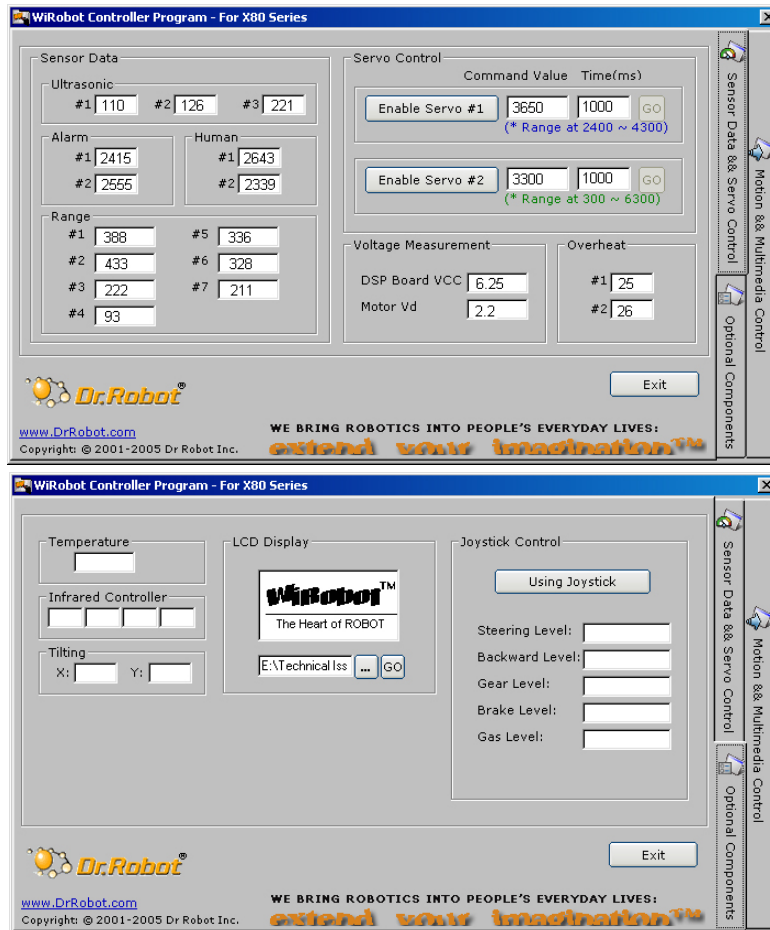 WiRobot Controller Program - For X80 Series
Sensor Data
Ultrasonic
#1 110 #2 126 #3 221
Alarm
#1 2415
#2 2555
Human
#1 2643
#2 2339
Range
#1 388 #5 336
#2 433 #6 328
#3 222 #7 211
#4 93
Servo Control
Command Value Time(ms)
Enable Servo #1 3650 1000 GO
(* Range at 2400 ~ 4300)
Enable Servo #2 3300 1000 GO
(* Range at 300 ~ 6300)
Voltage Measurement
DSP Board VCC 6.25
Motor Vd 2.2
Overheat
#1 25
#2 26
Sensor Data && Servo Control
Optional Components
Motion && Multimedia Control
Dr.Robot®
Exit
www.DrRobot.com
Copyright: © 2001-2005 Dr Robot Inc.
WE BRING ROBOTICS INTO PEOPLE'S EVERYDAY LIVES:
extend your imagination™
WiRobot Controller Program - For X80 Series
Temperature
Infrared Controller
Tilting
X: Y:
LCD Display
WiRobot™
The Heart of ROBOT
E:\Technical Iss ... GO
Joystick Control
Using Joystick
Steering Level:
Backward Level:
Gear Level:
Brake Level:
Gas Level:
Sensor Data && Servo Control
Optional Components
Motion && Multimedia Control
Dr.Robot®
Exit
www.DrRobot.com
Copyright: © 2001-2005 Dr Robot Inc.
WE BRING ROBOTICS INTO PEOPLE'S EVERYDAY LIVES:
extend your imagination™